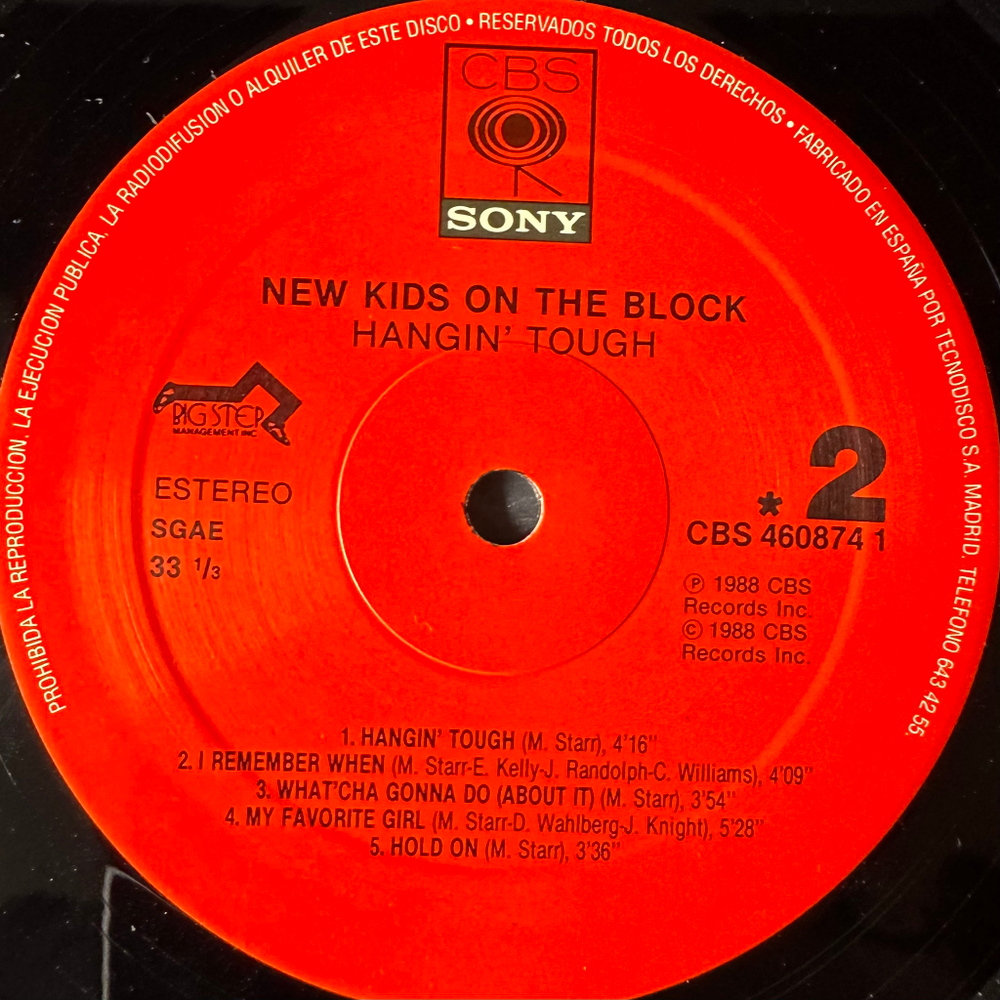 PROHIBIDA LA REPRODUCCION. LA EJECUCION PUBLICA. LA RADIODIFUSION O ALQUILER DE ESTE DISCO • RESERVADOS TODOS LOS DERECHOS • FABRICADO EN ESPAÑA POR TECNODISCO S.A. MADRID. TELEFONO 643 42 55.
CBS
SONY
NEW KIDS ON THE BLOCK
HANGIN' TOUGH
BIG STEP
MANAGEMENT INC
ESTEREO
SGAE
33 1/3
* 2
CBS 460874 1
℗ 1988 CBS
Records Inc.
© 1988 CBS
Records Inc.
1. HANGIN' TOUGH (M. Starr), 4'16"
2. I REMEMBER WHEN (M. Starr-E. Kelly-J. Randolph-C. Williams), 4'09"
3. WHAT'CHA GONNA DO (ABOUT IT) (M. Starr), 3'54"
4. MY FAVORITE GIRL (M. Starr-D. Wahlberg-J. Knight), 5'28"
5. HOLD ON (M. Starr), 3'36"